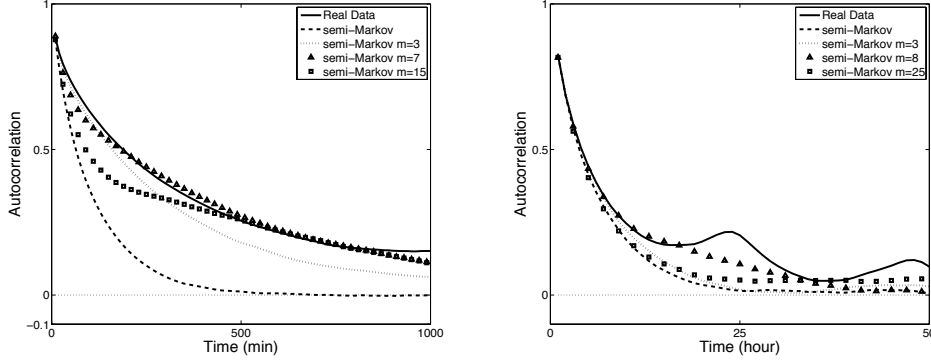 1
0.5
0
−0.1
0
500
1000
Time (min)
Autocorrelation
Real Data
semi−Markov
semi−Markov m=3
semi−Markov m=7
semi−Markov m=15
1
0.5
0
0
25
50
Time (hour)
Autocorrelation
Real Data
semi−Markov
semi−Markov m=3
semi−Markov m=8
semi−Markov m=25